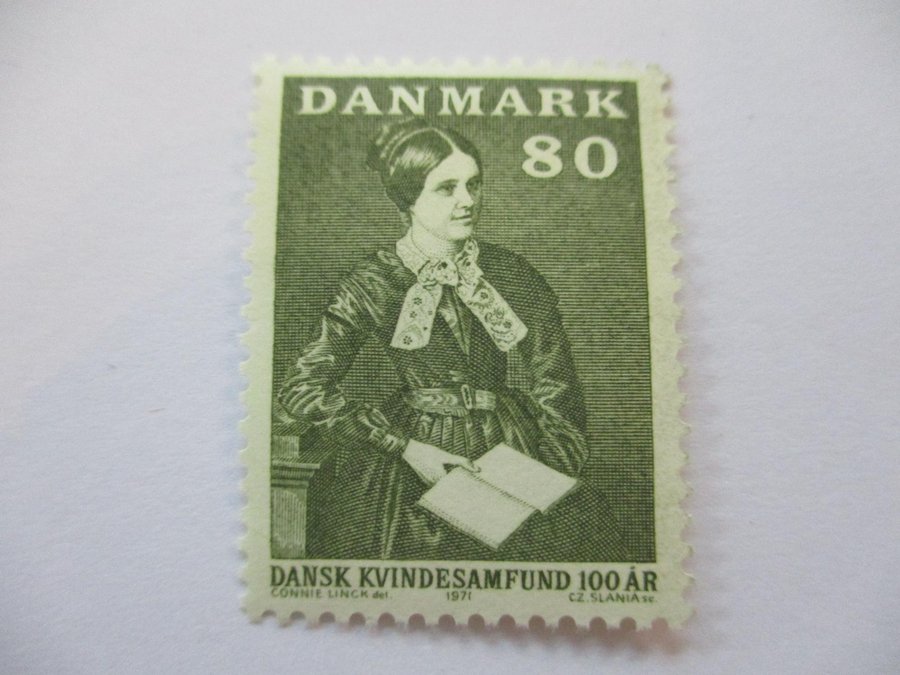 DANMARK
80
DANSK KVINDESAMFUND 100 ÅR
CONNIE LINCK del. 1971 CZ. SLANIA sc.